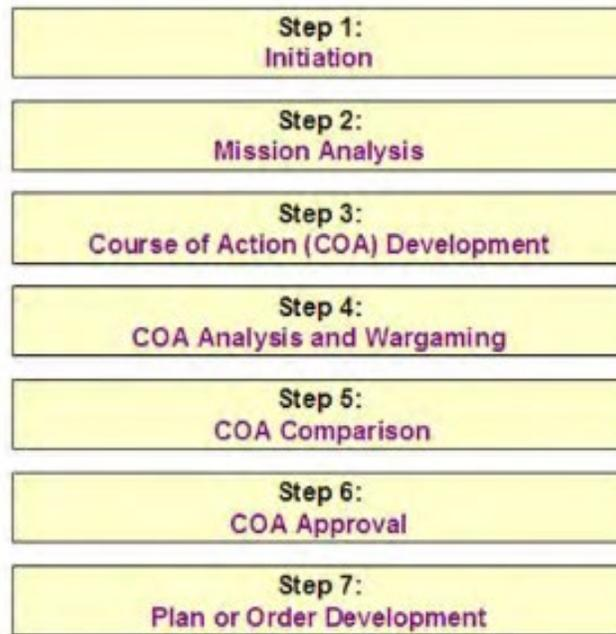 Step 1:
Initiation
Step 2:
Mission Analysis
Step 3:
Course of Action (COA) Development
Step 4:
COA Analysis and Wargaming
Step 5:
COA Comparison
Step 6:
COA Approval
Step 7:
Plan or Order Development